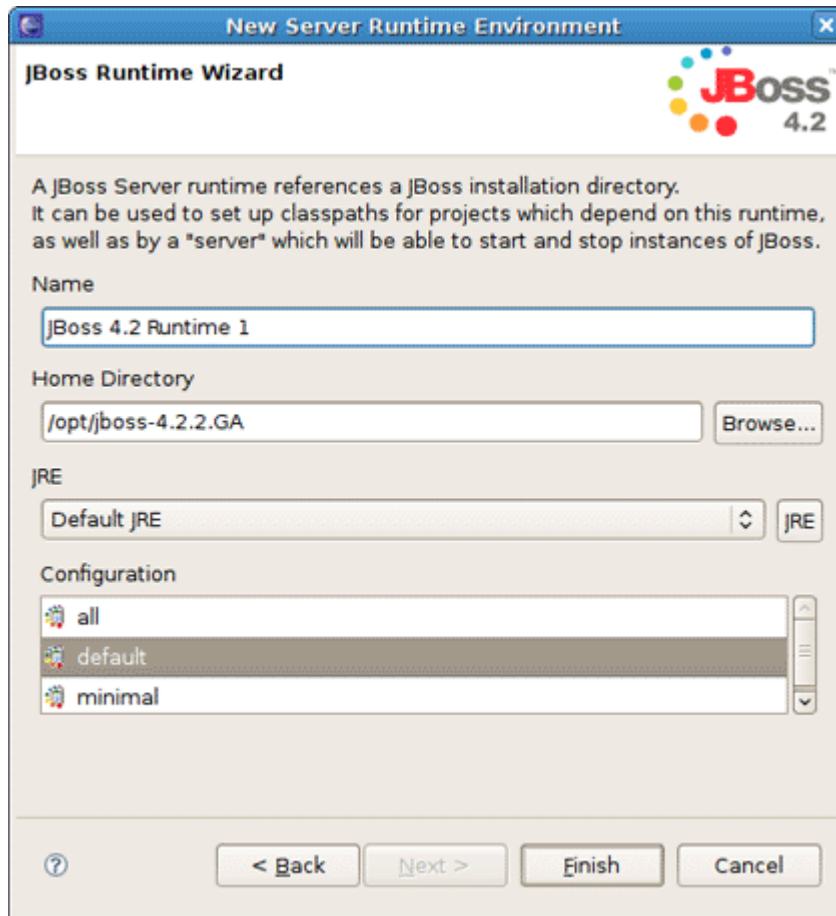 New Server Runtime Environment
JBoss Runtime Wizard
JBoss
4.2
A JBoss Server runtime references a JBoss installation directory.
It can be used to set up classpaths for projects which depend on this runtime,
as well as by a "server" which will be able to start and stop instances of JBoss.
Name
JBoss 4.2 Runtime 1
Home Directory
/opt/jboss-4.2.2.GA
Browse...
JRE
Default JRE
JRE
Configuration
all
default
minimal
?
< Back
Next >
Finish
Cancel